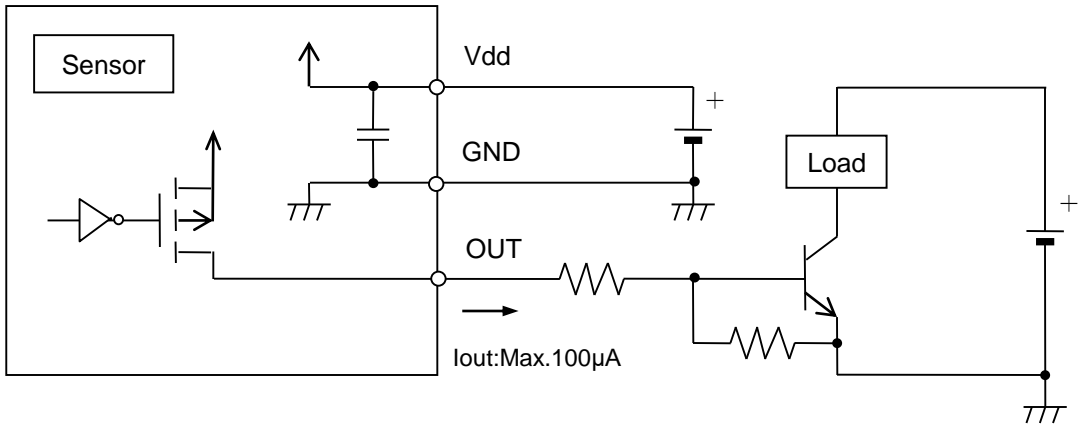 Sensor
Vdd
+
GND
Load
+
OUT
Iout:Max.100µA